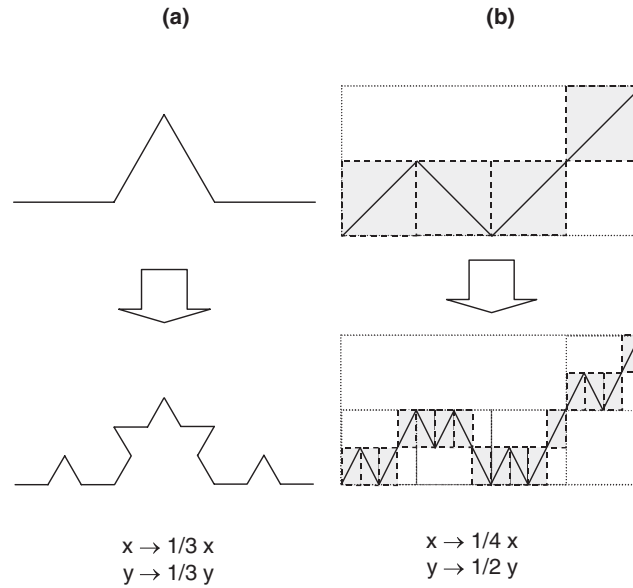 (a)
(b)
x → 1/3 x
y → 1/3 y
x → 1/4 x
y → 1/2 y